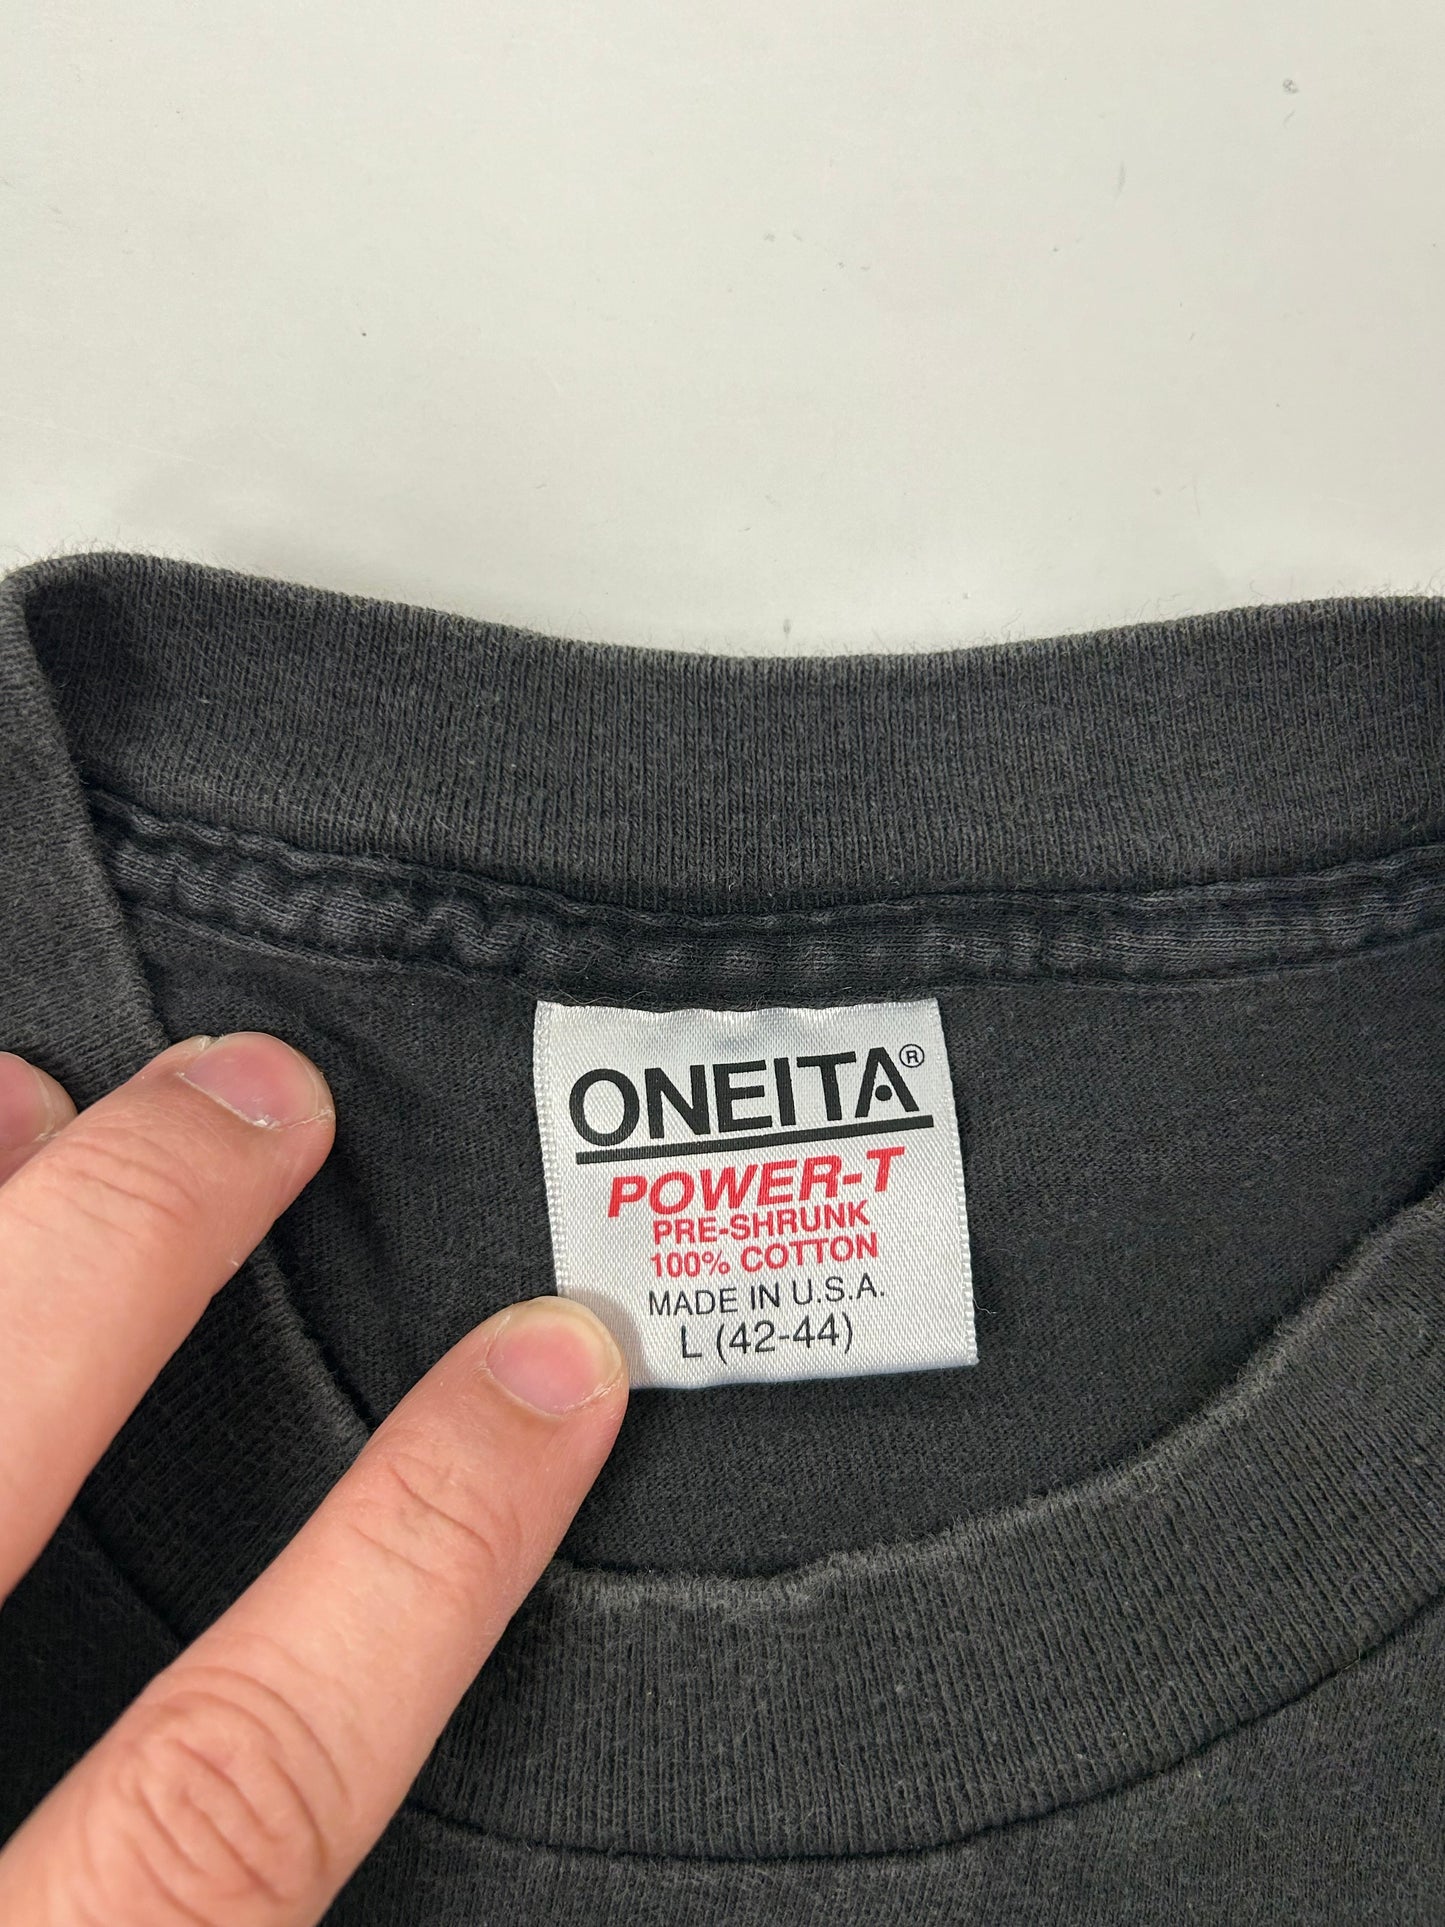 ONEITA®
POWER-T
PRE-SHRUNK
100% COTTON
MADE IN U.S.A.
L (42-44)